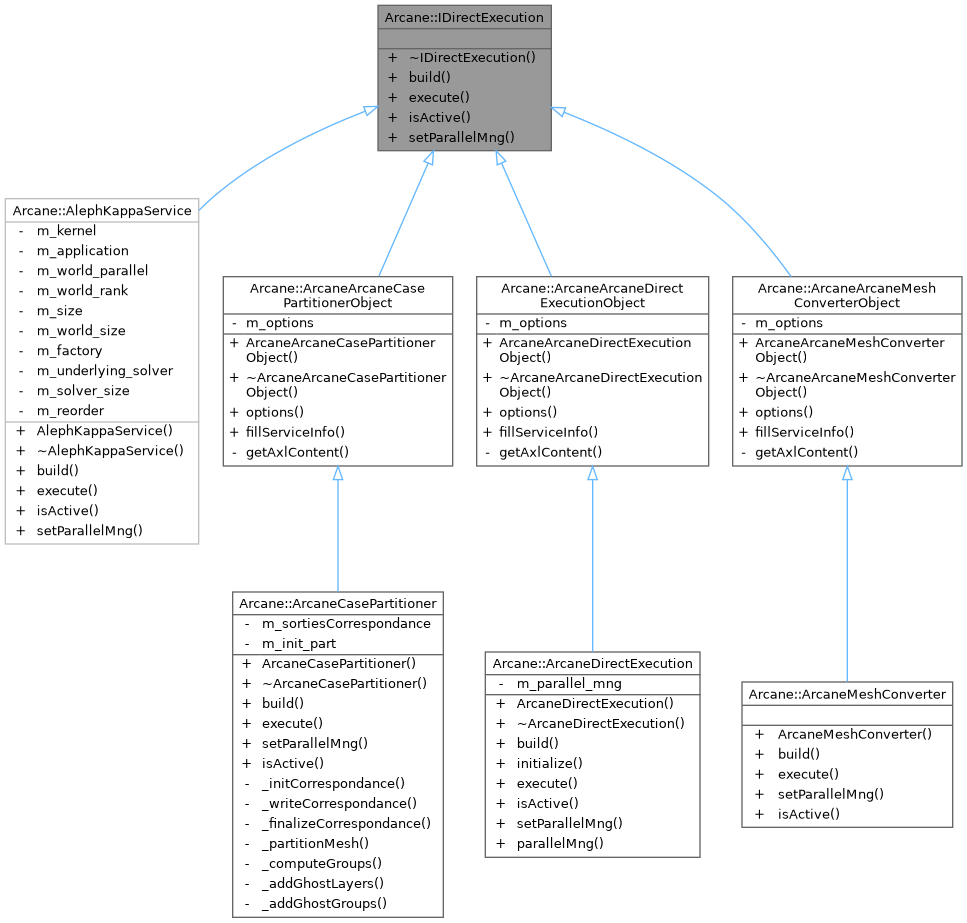 Arcane::IDirectExecution
+ ~IDirectExecution()
+ build()
+ execute()
+ isActive()
+ setParallelMng()
Arcane::AlephKappaService
- m_kernel
- m_application
- m_world_parallel
- m_world_rank
- m_size
- m_world_size
- m_factory
- m_underlying_solver
- m_solver_size
- m_reorder
+ AlephKappaService()
+ ~AlephKappaService()
+ build()
+ execute()
+ isActive()
+ setParallelMng()
Arcane::ArcaneArcaneCase
PartitionerObject
- m_options
+ ArcaneArcaneCasePartitioner
Object()
+ ~ArcaneArcaneCasePartitioner
Object()
+ options()
+ fillServiceInfo()
- getAxlContent()
Arcane::ArcaneArcaneDirect
ExecutionObject
- m_options
+ ArcaneArcaneDirectExecution
Object()
+ ~ArcaneArcaneDirectExecution
Object()
+ options()
+ fillServiceInfo()
- getAxlContent()
Arcane::ArcaneArcaneMesh
ConverterObject
- m_options
+ ArcaneArcaneMeshConverter
Object()
+ ~ArcaneArcaneMeshConverter
Object()
+ options()
+ fillServiceInfo()
- getAxlContent()
Arcane::ArcaneCasePartitioner
- m_sortiesCorrespondance
- m_init_part
+ ArcaneCasePartitioner()
+ ~ArcaneCasePartitioner()
+ build()
+ execute()
+ setParallelMng()
+ isActive()
- _initCorrespondance()
- _writeCorrespondance()
- _finalizeCorrespondance()
- _partitionMesh()
- _computeGroups()
- _addGhostLayers()
- _addGhostGroups()
Arcane::ArcaneDirectExecution
- m_parallel_mng
+ ArcaneDirectExecution()
+ ~ArcaneDirectExecution()
+ build()
+ initialize()
+ execute()
+ isActive()
+ setParallelMng()
+ parallelMng()
Arcane::ArcaneMeshConverter
+ ArcaneMeshConverter()
+ build()
+ execute()
+ setParallelMng()
+ isActive()